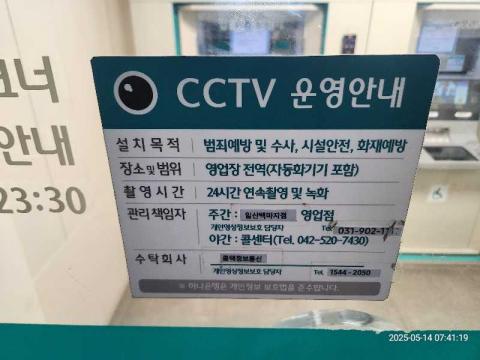 코너
안내
23:30
CCTV 운영안내
설치목적 범죄예방 및 수사, 시설안전, 화재예방
장소 및 범위 영업장 전역(자동화기기 포함)
촬영시간 24시간 연속촬영 및 녹화
관리책임자 주간 : 일산백마지점 영업점
개인영상정보보호 담당자 Tel. 031-902-11
야간 : 콜센터(Tel. 042-520-7430)
수탁회사
개인영상정보보호 담당자 Tel. 1544-2050
※ 하나은행은 개인정보 보호법을 준수합니다.
2025-05-14 07:41:19